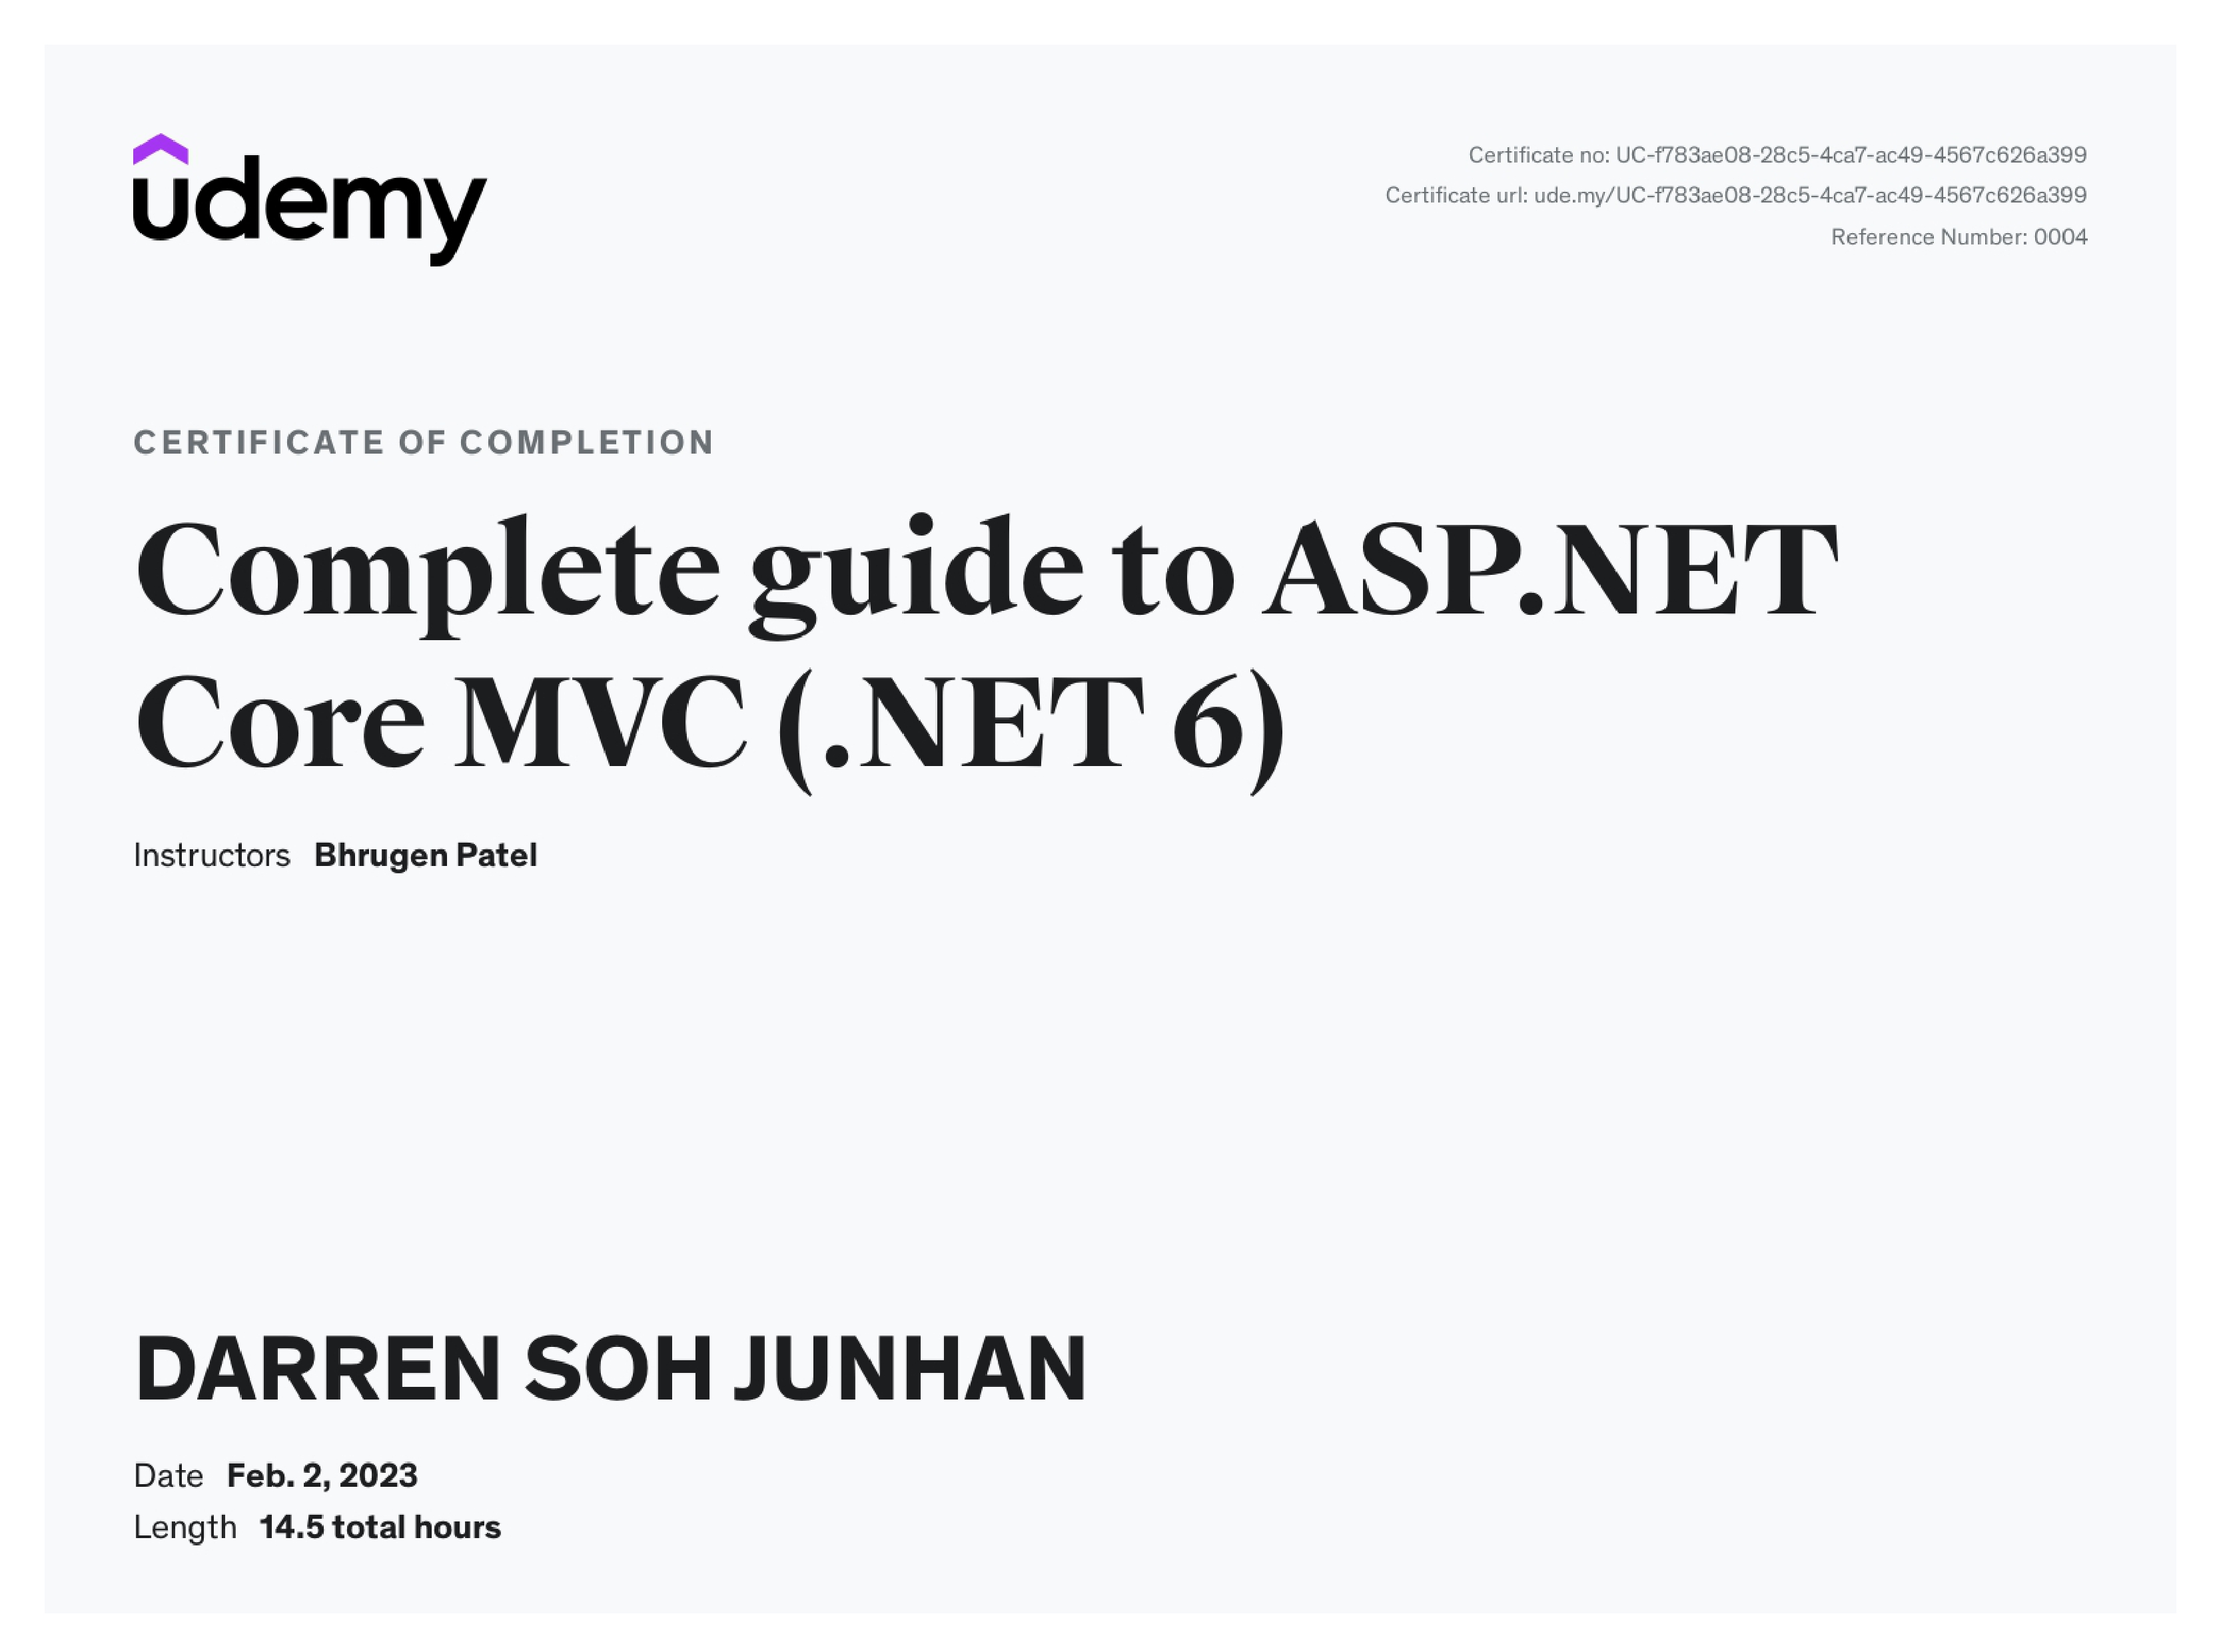 udemy
Certificate no: UC-f783ae08-28c5-4ca7-ac49-4567c626a399
Certificate url: ude.my/UC-f783ae08-28c5-4ca7-ac49-4567c626a399
Reference Number: 0004
CERTIFICATE OF COMPLETION
Complete guide to ASP.NET
Core MVC (.NET 6)
Instructors Bhrugen Patel
DARREN SOH JUNHAN
Date Feb. 2, 2023
Length 14.5 total hours